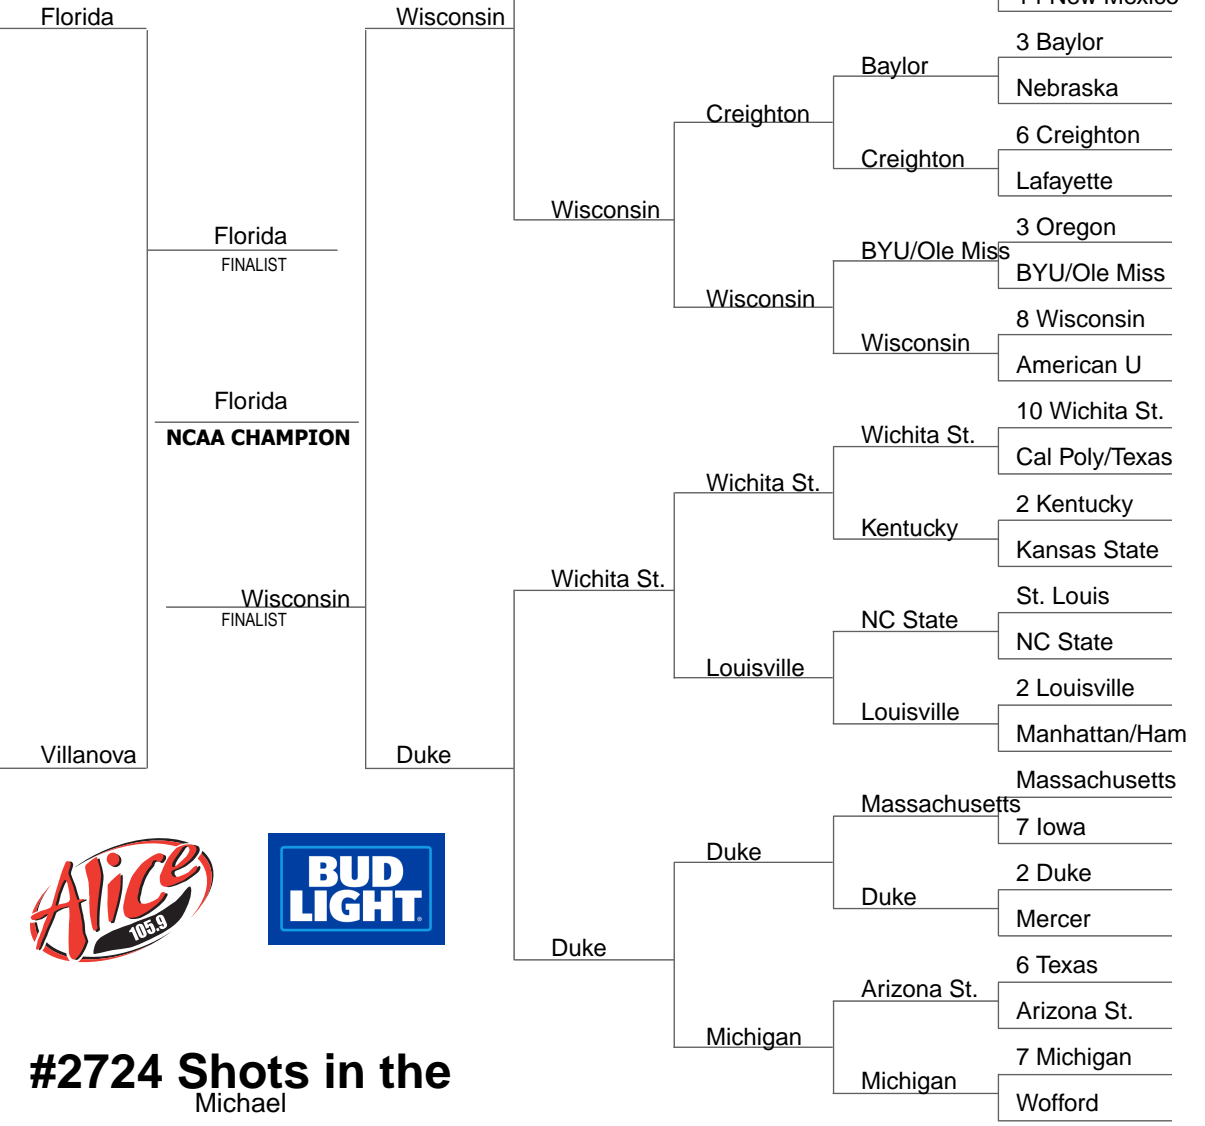 Florida
Villanova
Florida
FINALIST
Florida
NCAA CHAMPION
Wisconsin
FINALIST
Wisconsin
Duke
Wisconsin
Wichita St.
Duke
Creighton
Wisconsin
Wichita St.
Louisville
Duke
Michigan
Baylor
Creighton
BYU/Ole Miss
Wisconsin
Wichita St.
Kentucky
NC State
Louisville
Massachusetts
Duke
Arizona St.
Michigan
New Mexico
3 Baylor
Nebraska
6 Creighton
Lafayette
3 Oregon
BYU/Ole Miss
8 Wisconsin
American U
10 Wichita St.
Cal Poly/Texas
2 Kentucky
Kansas State
St. Louis
NC State
2 Louisville
Manhattan/Ham
Massachusetts
7 Iowa
2 Duke
Mercer
6 Texas
Arizona St.
7 Michigan
Wofford
Alice
105.9
BUD
LIGHT
#2724 Shots in the
Michael